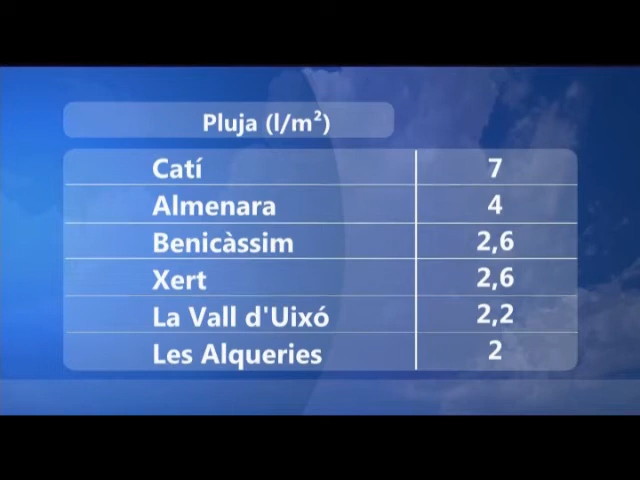 Pluja (l/m²)
Catí 7
Almenara 4
Benicàssim 2,6
Xert 2,6
La Vall d'Uixó 2,2
Les Alqueries 2